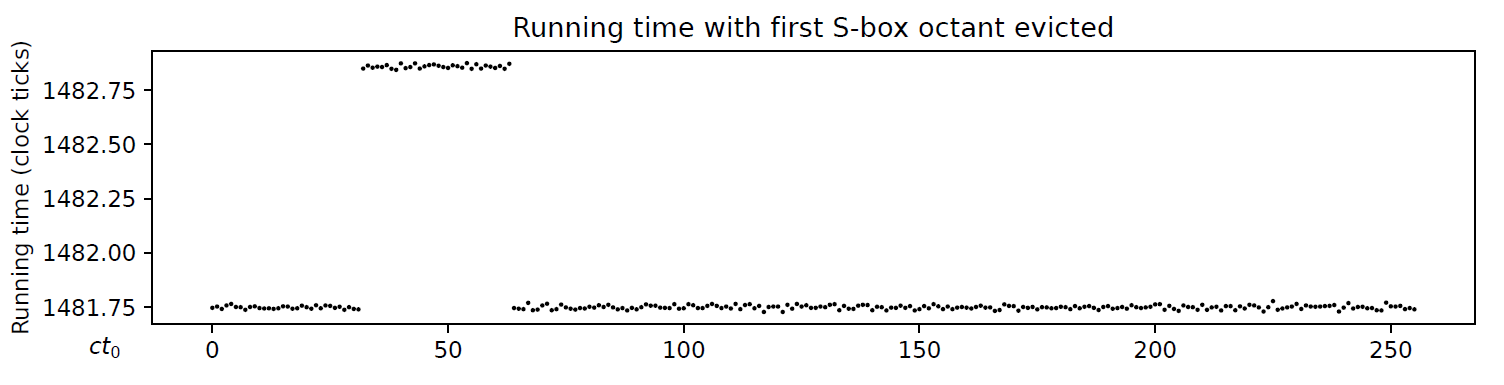 Running time with first S-box octant evicted
Running time (clock ticks)
1482.75
1482.50
1482.25
1482.00
1481.75
ct₀ 0 50 100 150 200 250